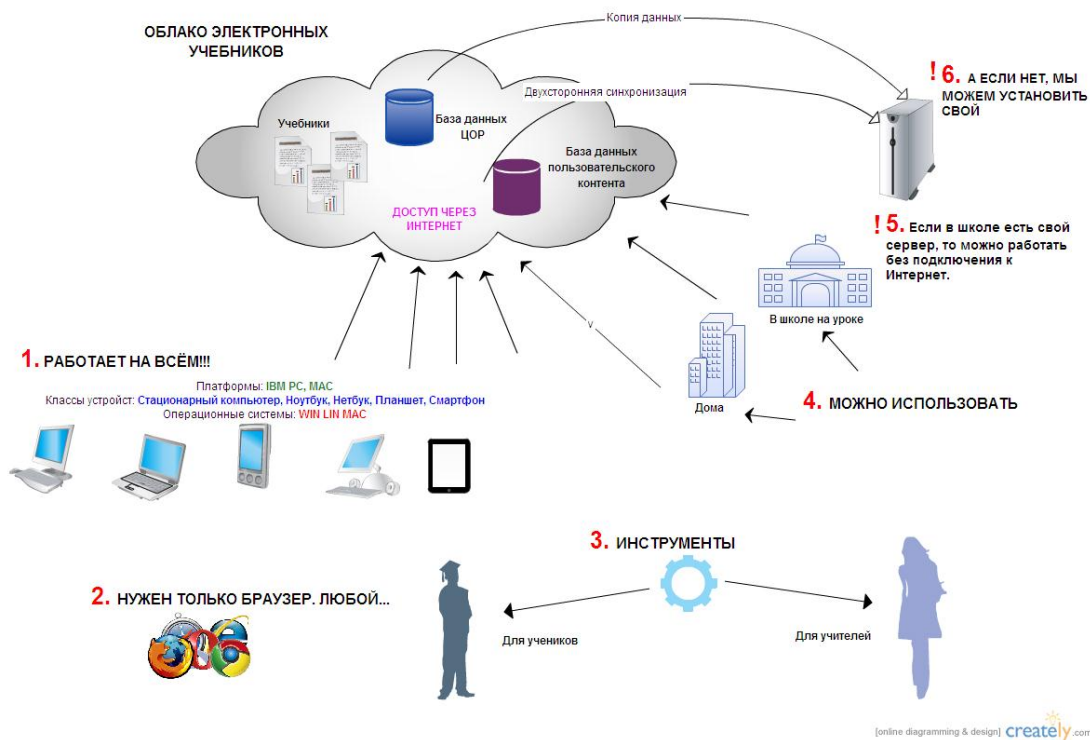 ОБЛАКО ЭЛЕКТРОННЫХ
УЧЕБНИКОВ
Копия данных
Двухсторонняя синхронизация
Учебники
База данных
ЦОР
База данных
пользовательского
контента
ДОСТУП ЧЕРЕЗ
ИНТЕРНЕТ
! 6. А ЕСЛИ НЕТ, МЫ
МОЖЕМ УСТАНОВИТЬ
СВОЙ
! 5. Если в школе есть свой
сервер, то можно работать
без подключения к
Интернет.
В школе на уроке
V
Дома
4. МОЖНО ИСПОЛЬЗОВАТЬ
1. РАБОТАЕТ НА ВСЁМ!!!
Платформы: IBM PC, MAC
Классы устройст: Стационарный компьютер, Ноутбук, Нетбук, Планшет, Смартфон
Операционные системы: WIN LIN MAC
3. ИНСТРУМЕНТЫ
2. НУЖЕН ТОЛЬКО БРАУЗЕР. ЛЮБОЙ...
Для учеников
Для учителей
[online diagramming & design] creately.com